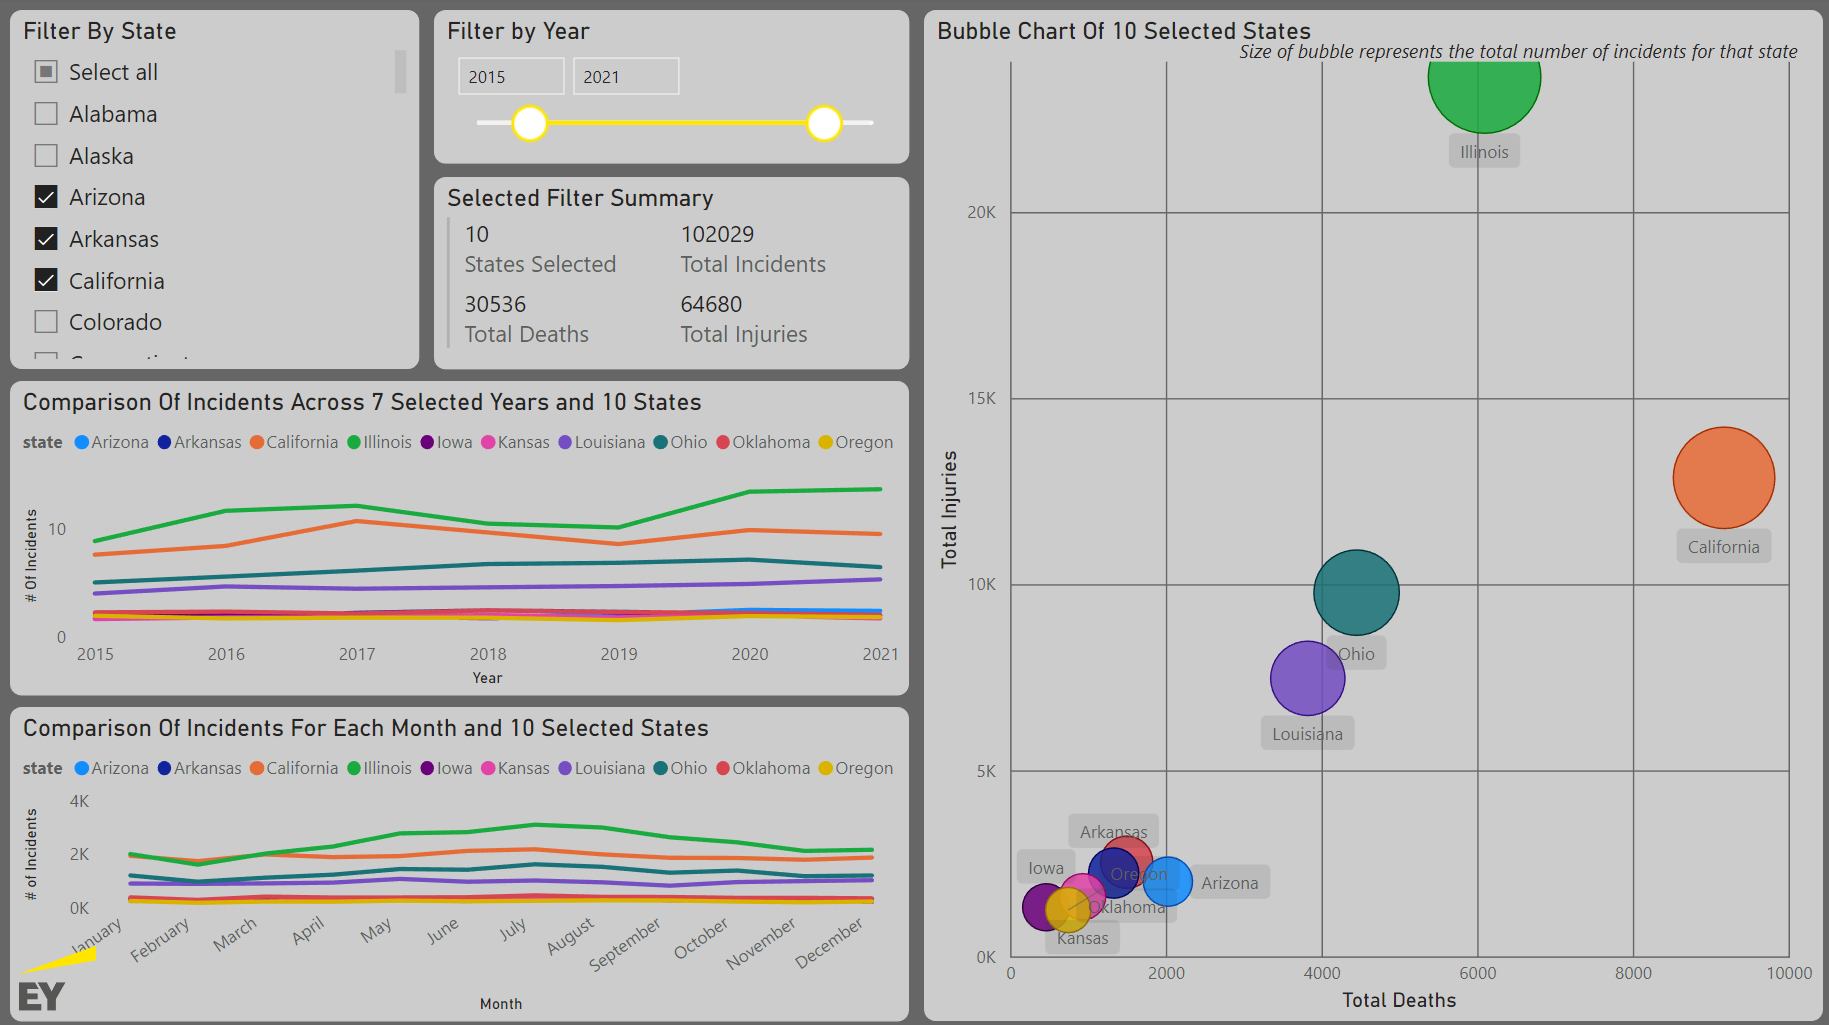 Filter By State
Select all
Alabama
Alaska
Arizona
Arkansas
California
Colorado
Filter by Year
2015 2021
Selected Filter Summary
10 102029
States Selected Total Incidents
30536 64680
Total Deaths Total Injuries
Comparison Of Incidents Across 7 Selected Years and 10 States
state Arizona Arkansas California Illinois Iowa Kansas Louisiana Ohio Oklahoma Oregon
# Of Incidents
10
0
2015 2016 2017 2018 2019 2020 2021
Year
Comparison Of Incidents For Each Month and 10 Selected States
state Arizona Arkansas California Illinois Iowa Kansas Louisiana Ohio Oklahoma Oregon
# of Incidents
4K
2K
0K
January February March April May June July August September October November December
Month
EY
Bubble Chart Of 10 Selected States
Size of bubble represents the total number of incidents for that state
Total Injuries
20K
15K
10K
5K
0K
Illinois
California
Ohio
Louisiana
Arkansas
Iowa
Oregon
Arizona
Oklahoma
Kansas
0 2000 4000 6000 8000 10000
Total Deaths